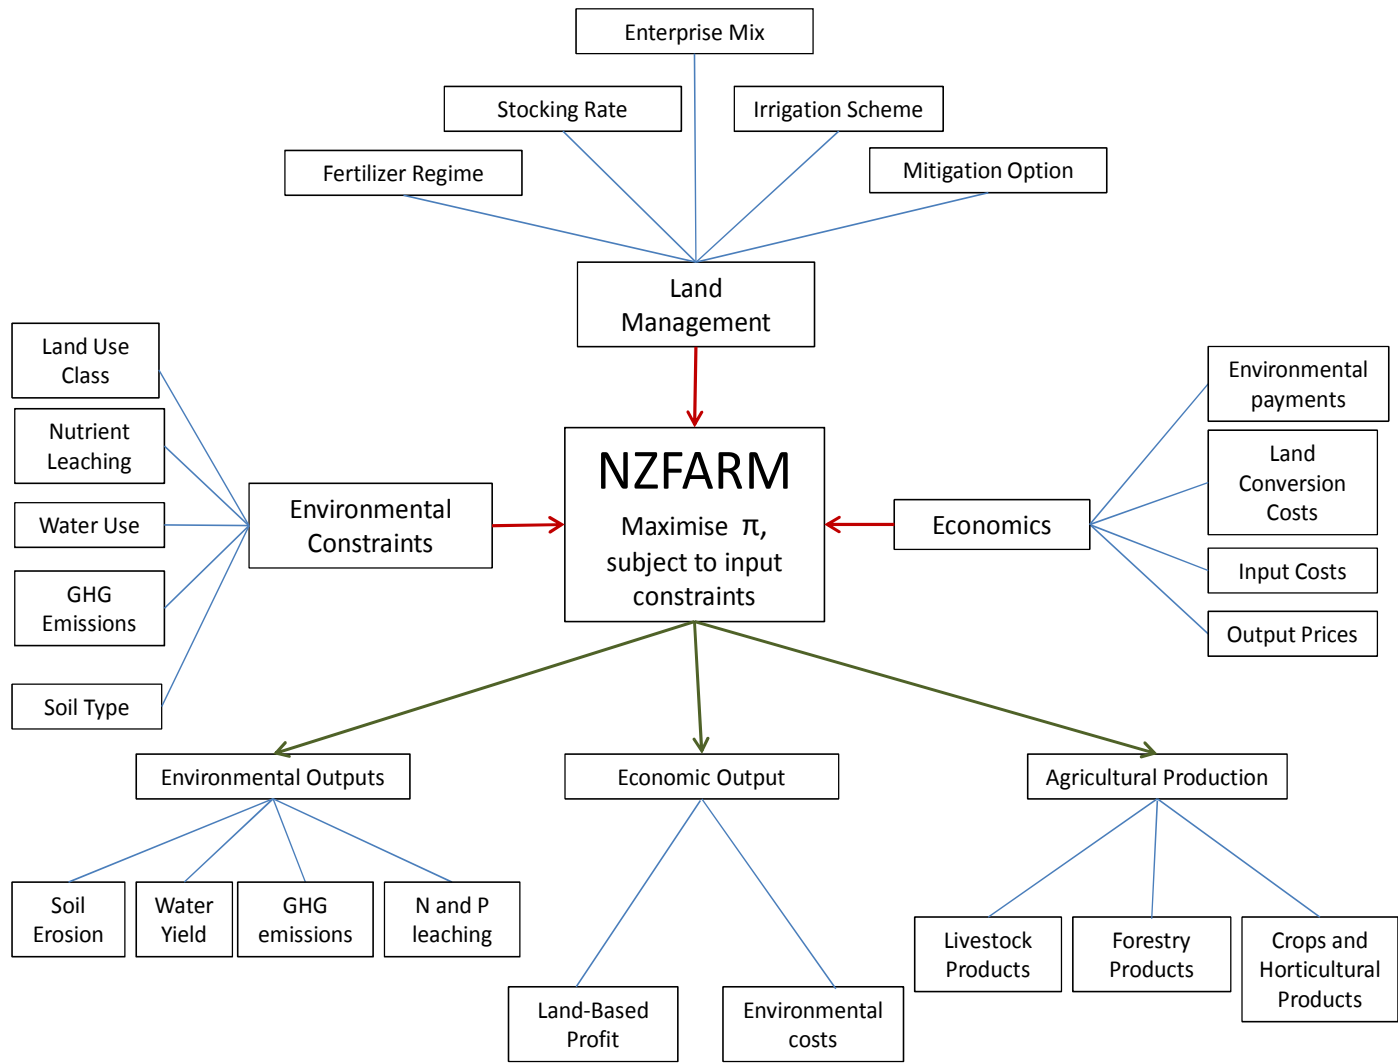 Enterprise Mix
Stocking Rate
Irrigation Scheme
Fertilizer Regime
Mitigation Option
Land
Management
Land Use
Class
Nutrient
Leaching
Water Use
GHG
Emissions
Soil Type
Environmental
Constraints
NZFARM
Maximise π,
subject to input
constraints
Economics
Environmental
payments
Land
Conversion
Costs
Input Costs
Output Prices
Environmental Outputs
Economic Output
Agricultural Production
Soil
Erosion
Water
Yield
GHG
emissions
N and P
leaching
Land-Based
Profit
Environmental
costs
Livestock
Products
Forestry
Products
Crops and
Horticultural
Products